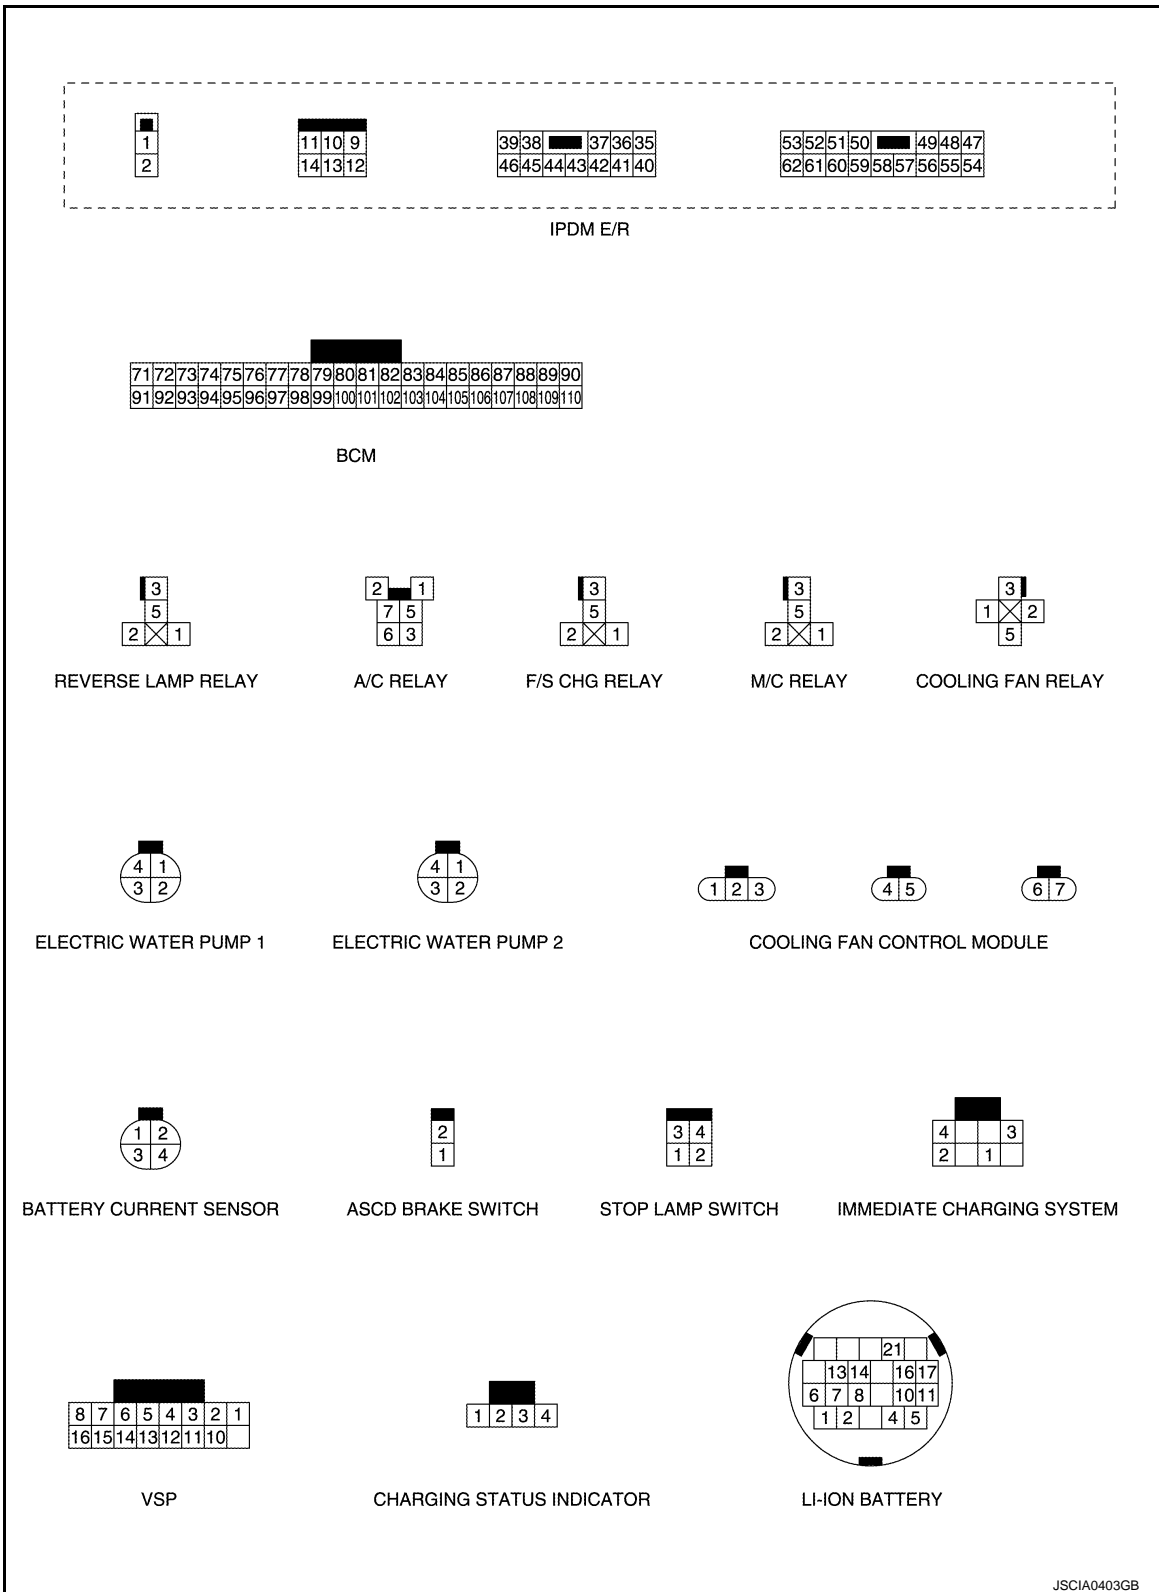 1
2
11 10 9
14 13 12
39 38 37 36 35
46 45 44 43 42 41 40
53 52 51 50 49 48 47
62 61 60 59 58 57 56 55 54
IPDM E/R
71 72 73 74 75 76 77 78 79 80 81 82 83 84 85 86 87 88 89 90
91 92 93 94 95 96 97 98 99 100 101 102 103 104 105 106 107 108 109 110
BCM
3
5
2 1
REVERSE LAMP RELAY
2 1
7 5
6 3
A/C RELAY
3
5
2 1
F/S CHG RELAY
3
5
2 1
M/C RELAY
3
1 2
5
COOLING FAN RELAY
4 1
3 2
ELECTRIC WATER PUMP 1
4 1
3 2
ELECTRIC WATER PUMP 2
1 2 3
4 5
6 7
COOLING FAN CONTROL MODULE
1 2
3 4
BATTERY CURRENT SENSOR
2
1
ASCD BRAKE SWITCH
3 4
1 2
STOP LAMP SWITCH
4 3
2 1
IMMEDIATE CHARGING SYSTEM
8 7 6 5 4 3 2 1
16 15 14 13 12 11 10
VSP
1 2 3 4
CHARGING STATUS INDICATOR
21
13 14 16 17
6 7 8 10 11
1 2 4 5
LI-ION BATTERY
JSCIA0403GB